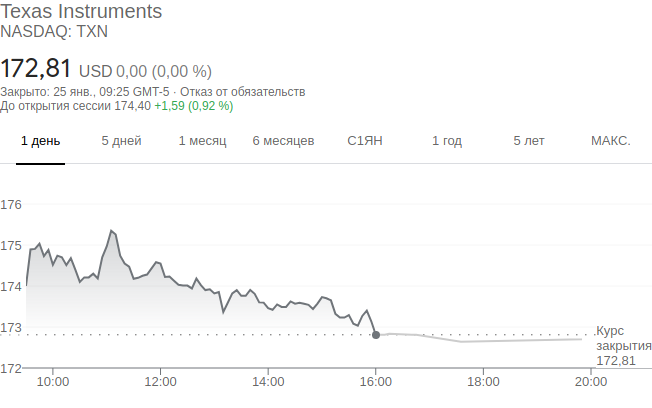 Texas Instruments
NASDAQ: TXN
172,81 USD 0,00 (0,00 %)
Закрыто: 25 янв., 09:25 GMT-5 · Отказ от обязательств
До открытия сессии 174,40 +1,59 (0,92 %)
1 день 5 дней 1 месяц 6 месяцев С1ЯН 1 год 5 лет МАКС.
176
175
174
173
Курс
закрытия
172,81
172
10:00 12:00 14:00 16:00 18:00 20:00